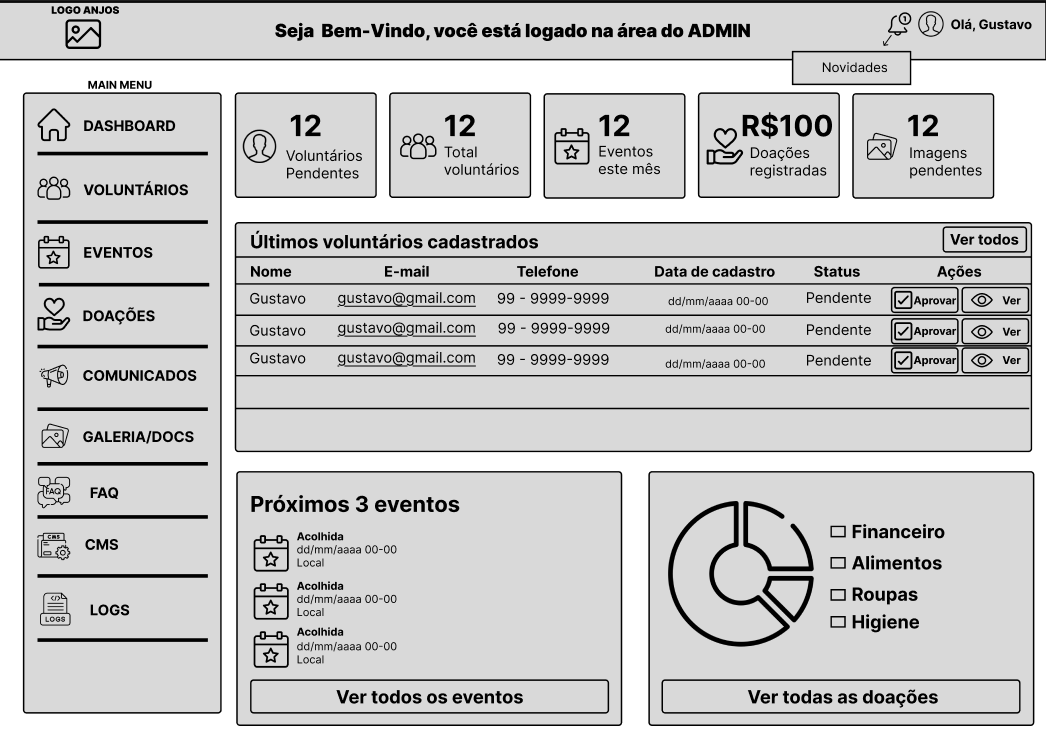 LOGO ANJOS
Seja Bem-Vindo, você está logado na área do ADMIN
1
Olá, Gustavo
Novidades
MAIN MENU
DASHBOARD
VOLUNTÁRIOS
EVENTOS
DOAÇÕES
COMUNICADOS
GALERIA/DOCS
FAQ
FAQ
CMS
CMS
</>
LOGS
LOGS
12
Voluntários
Pendentes
12
Total
voluntários
12
Eventos
este mês
R$100
Doações
registradas
12
Imagens
pendentes
Últimos voluntários cadastrados
Ver todos
Nome E-mail Telefone Data de cadastro Status Ações
Gustavo gustavo@gmail.com 99 - 9999-9999 dd/mm/aaaa 00-00 Pendente Aprovar Ver
Gustavo gustavo@gmail.com 99 - 9999-9999 dd/mm/aaaa 00-00 Pendente Aprovar Ver
Gustavo gustavo@gmail.com 99 - 9999-9999 dd/mm/aaaa 00-00 Pendente Aprovar Ver
Próximos 3 eventos
Acolhida
dd/mm/aaaa 00-00
Local
Acolhida
dd/mm/aaaa 00-00
Local
Acolhida
dd/mm/aaaa 00-00
Local
Ver todos os eventos
Financeiro
Alimentos
Roupas
Higiene
Ver todas as doações